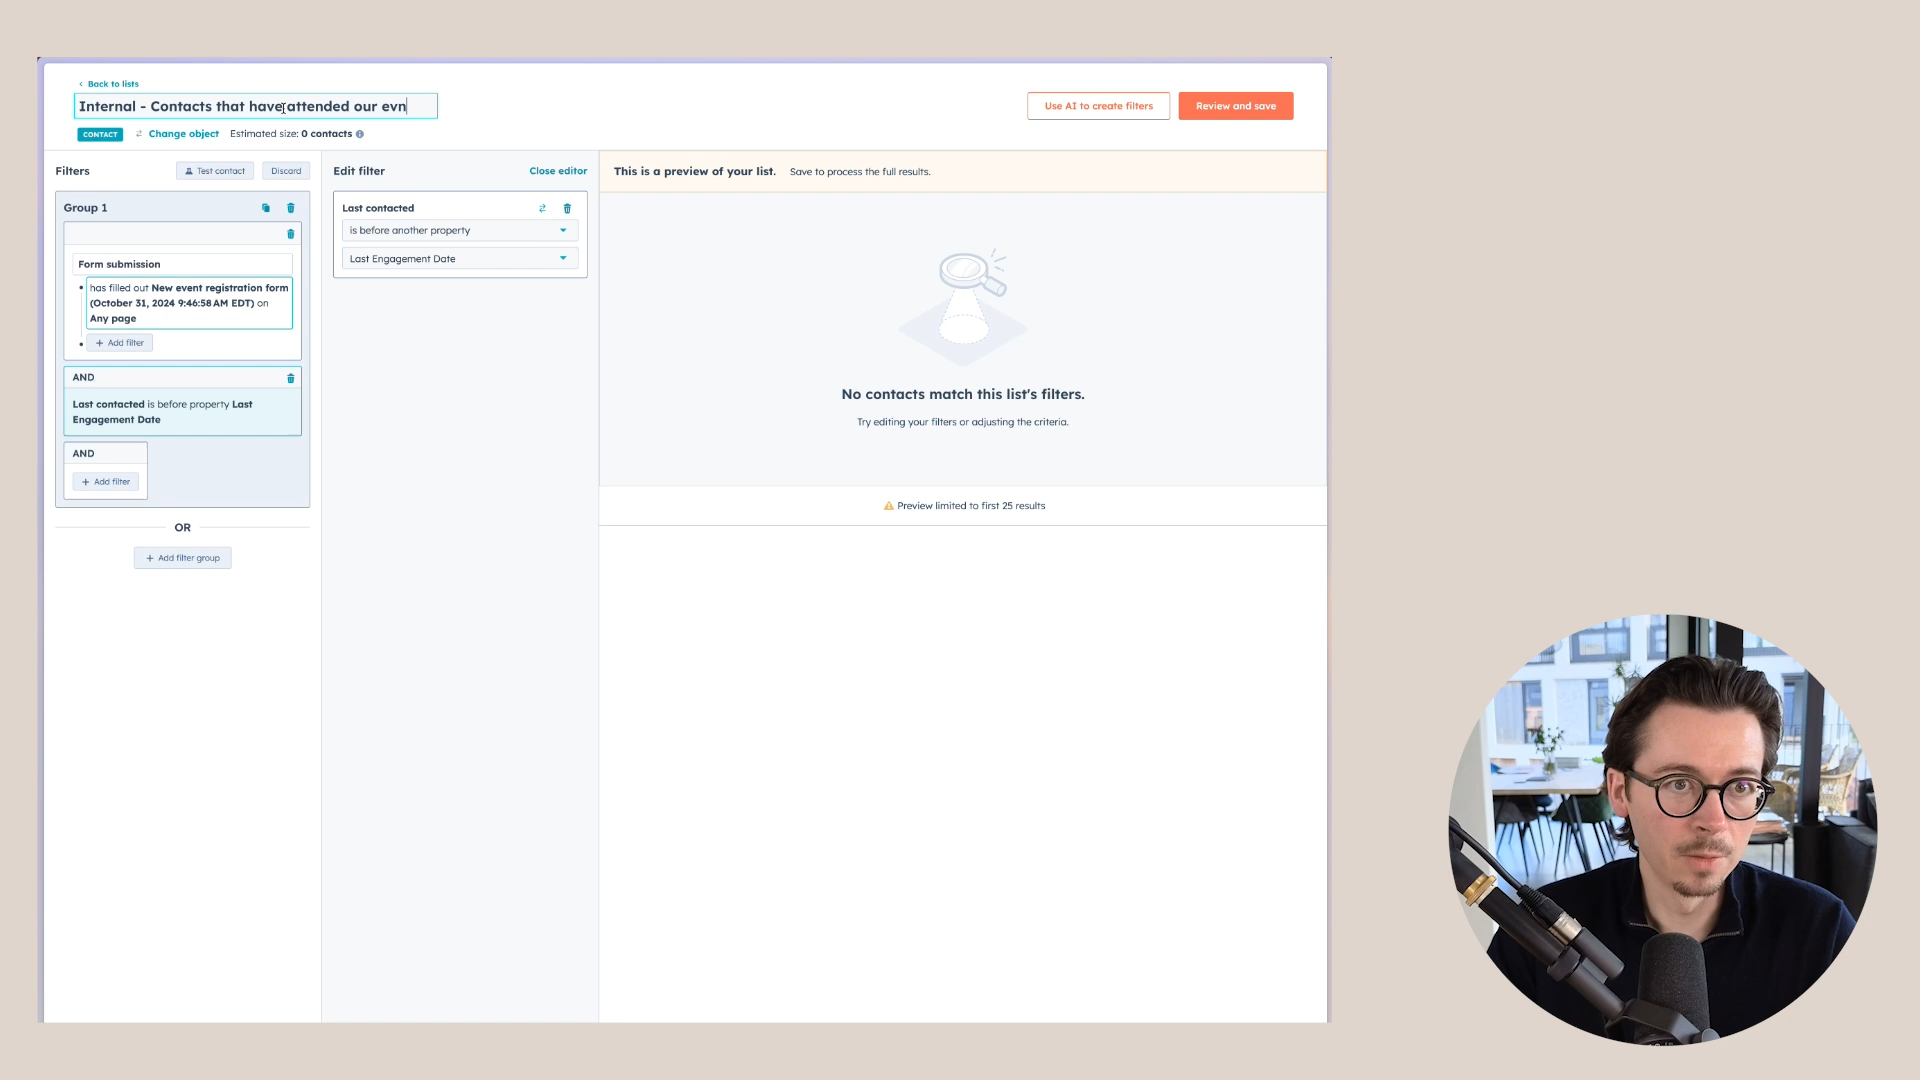 Back to lists
Internal - Contacts that have attended our evn
Use AI to create filters
Review and save
CONTACT
Change object
Estimated size: 0 contacts
Filters
Test contact
Discard
Edit filter
Close editor
This is a preview of your list. Save to process the full results.
Group 1
Last contacted
is before another property
Last Engagement Date
Form submission
has filled out New event registration form
(October 31, 2024 9:46:58 AM EDT) on
Any page
+ Add filter
AND
Last contacted is before property Last
Engagement Date
AND
+ Add filter
OR
+ Add filter group
No contacts match this list's filters.
Try editing your filters or adjusting the criteria.
Preview limited to first 25 results